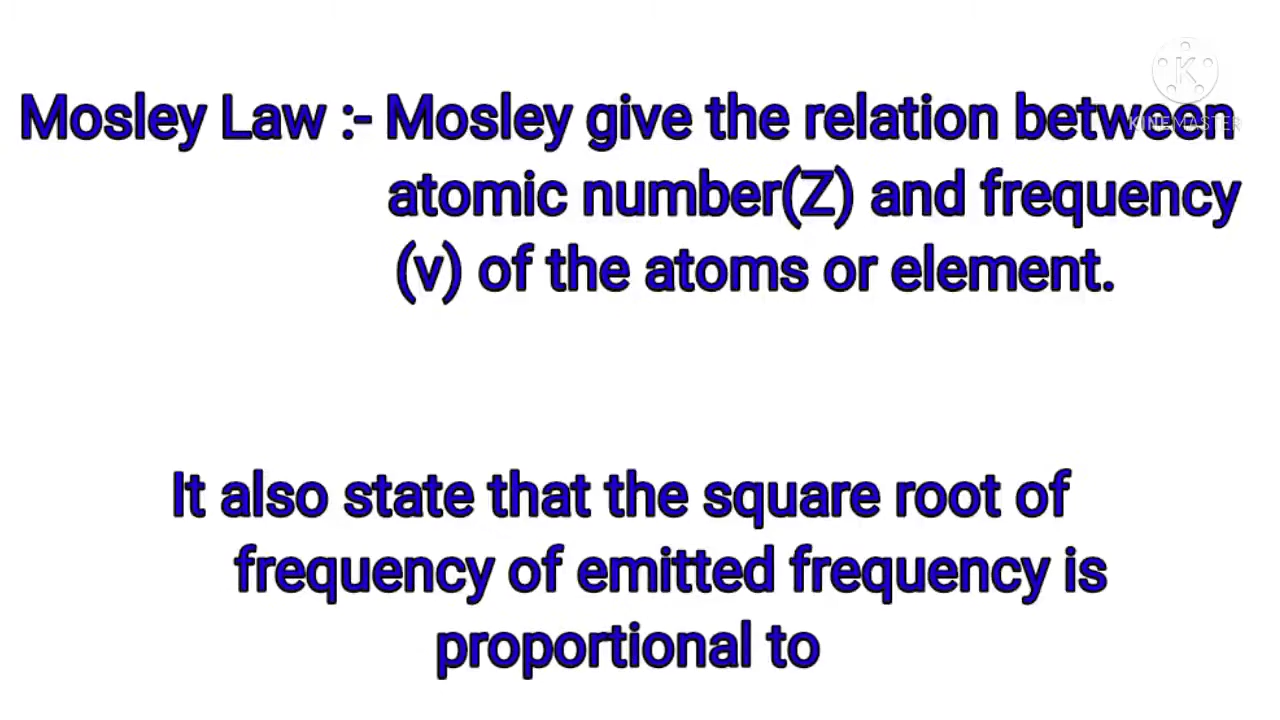 Mosley Law :- Mosley give the relation between
KINEMASTER
atomic number(Z) and frequency
(v) of the atoms or element.
It also state that the square root of
frequency of emitted frequency is
proportional to